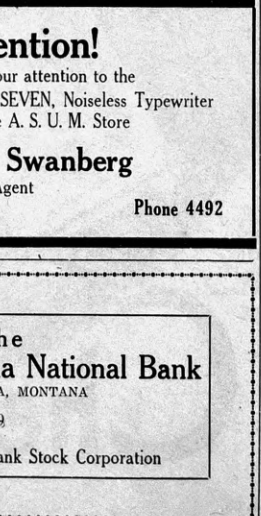 ention!
our attention to the
SEVEN, Noiseless Typewriter
A. S. U. M. Store
Swanberg
Agent
Phone 4492
he
a National Bank
A, MONTANA
9
ank Stock Corporation